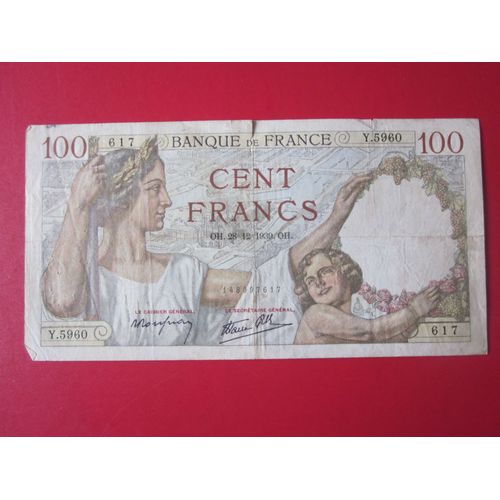 100 617 BANQUE DE FRANCE Y.5960 100
CENT
FRANCS
OH. 28-12-1939. OH.
148997617
LE CAISSIER GÉNÉRAL, LE SECRÉTAIRE GÉNÉRAL,
Y.5960 617